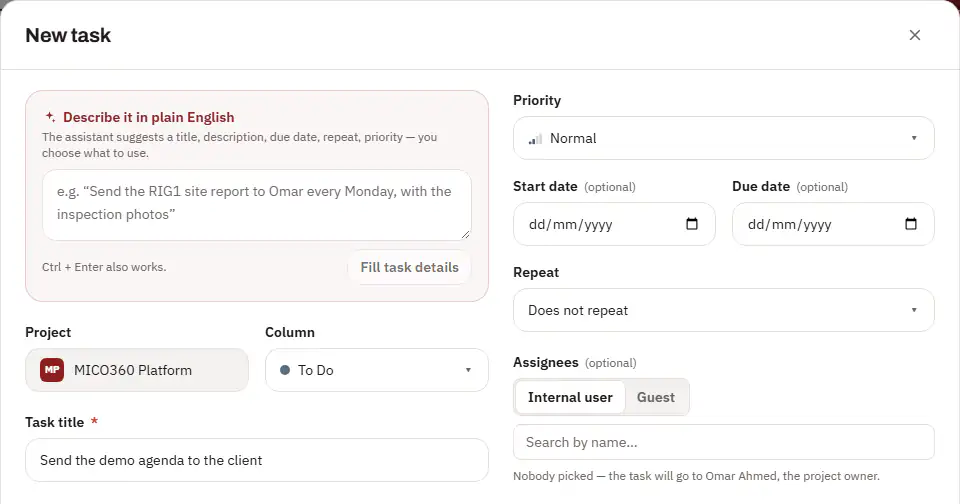 New task
Describe it in plain English
The assistant suggests a title, description, due date, repeat, priority — you
choose what to use.
e.g. “Send the RIG1 site report to Omar every Monday, with the
inspection photos”
Ctrl + Enter also works.
Fill task details
Project
Column
MP
MICO360 Platform
To Do
Task title *
Send the demo agenda to the client
Priority
Normal
Start date (optional)
Due date (optional)
dd/mm/yyyy
dd/mm/yyyy
Repeat
Does not repeat
Assignees (optional)
Internal user
Guest
Search by name...
Nobody picked — the task will go to Omar Ahmed, the project owner.